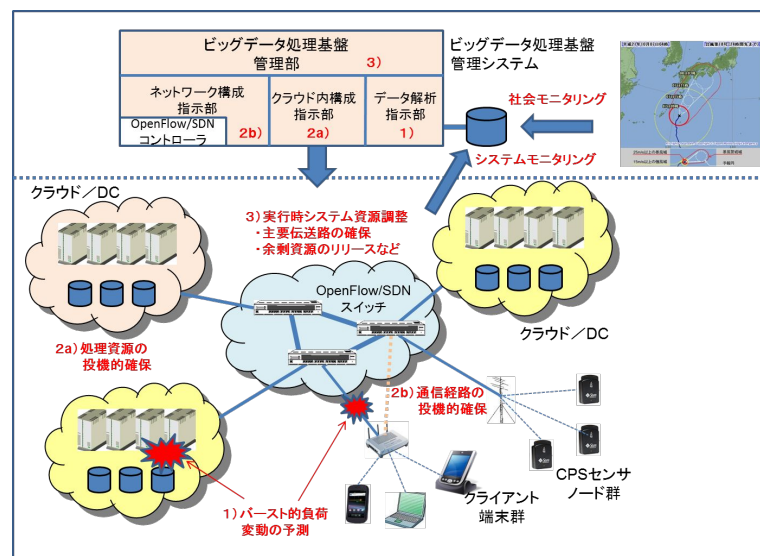 ビッグデータ処理基盤
管理部 3）
ビッグデータ処理基盤
管理システム
ネットワーク構成
指示部
2b）
OpenFlow/SDN
コントローラ
クラウド内構成
指示部
2a）
データ解析
指示部
1）
社会モニタリング
システムモニタリング
クラウド／DC
3）実行時システム資源調整
・主要伝送路の確保
・余剰資源のリリースなど
OpenFlow/SDN
スイッチ
クラウド／DC
2a）処理資源の
投機的確保
2b）通信経路の
投機的確保
CPSセンサ
ノード群
クライアント
端末群
1）バースト的負荷
変動の予測